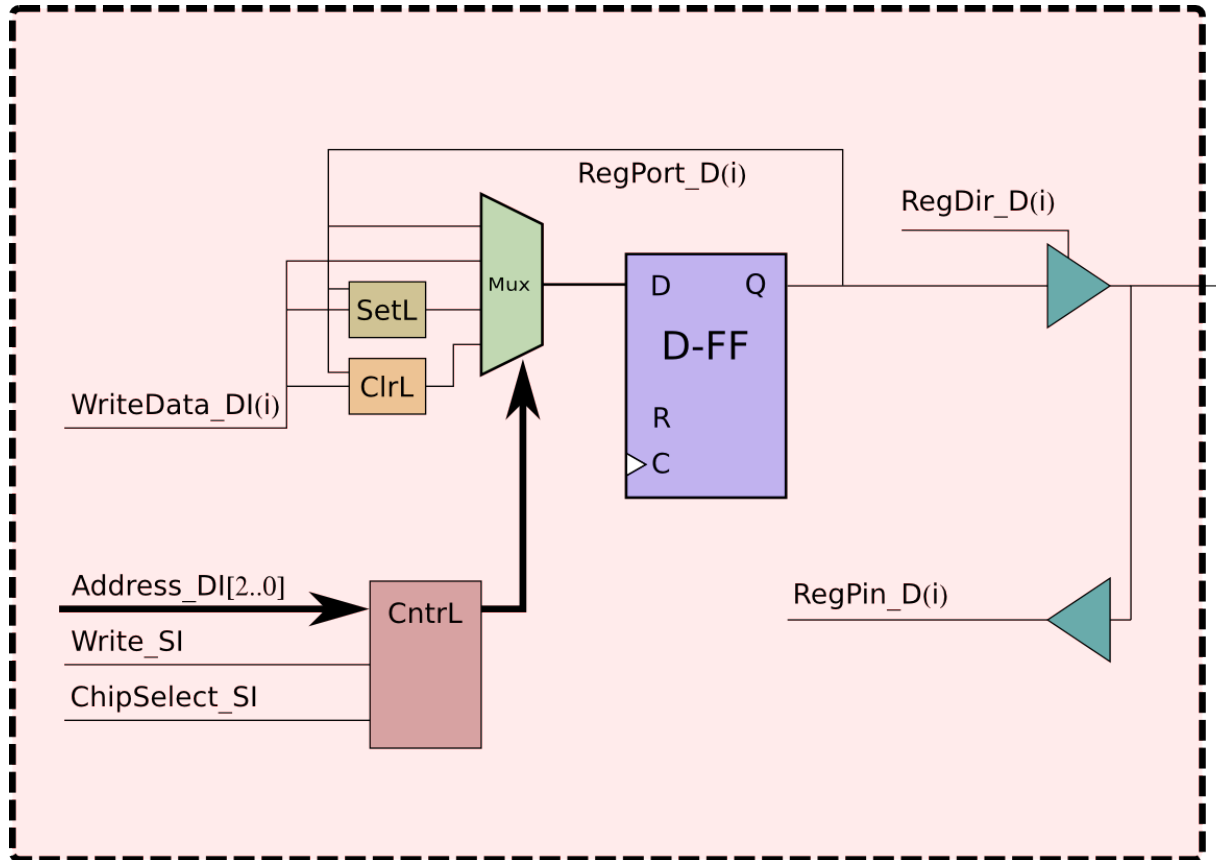 RegPort_D(i)
RegDir_D(i)
Mux
D
Q
SetL
D-FF
ClrL
WriteData_DI(i)
R
C
Address_DI[2..0]
RegPin_D(i)
CntrL
Write_SI
ChipSelect_SI